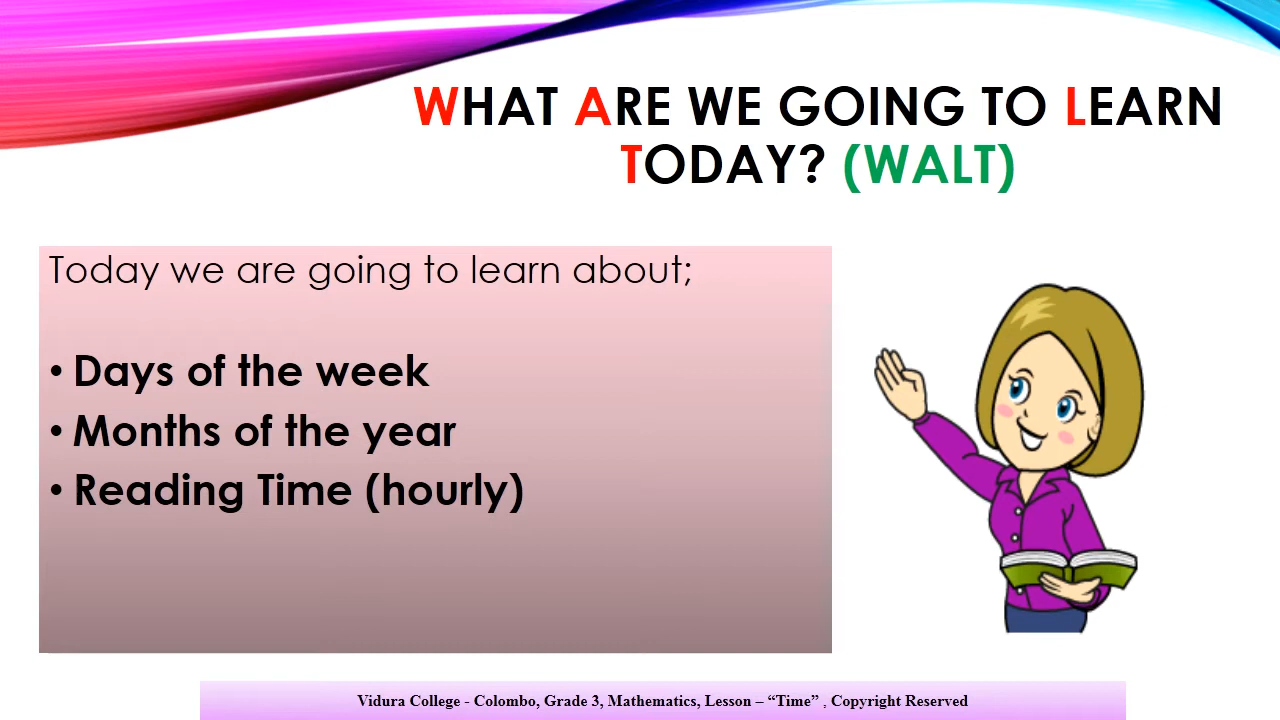 WHAT ARE WE GOING TO LEARN
TODAY? (WALT)
Today we are going to learn about;
• Days of the week
• Months of the year
• Reading Time (hourly)
Vidura College - Colombo, Grade 3, Mathematics, Lesson – “Time” , Copyright Reserved